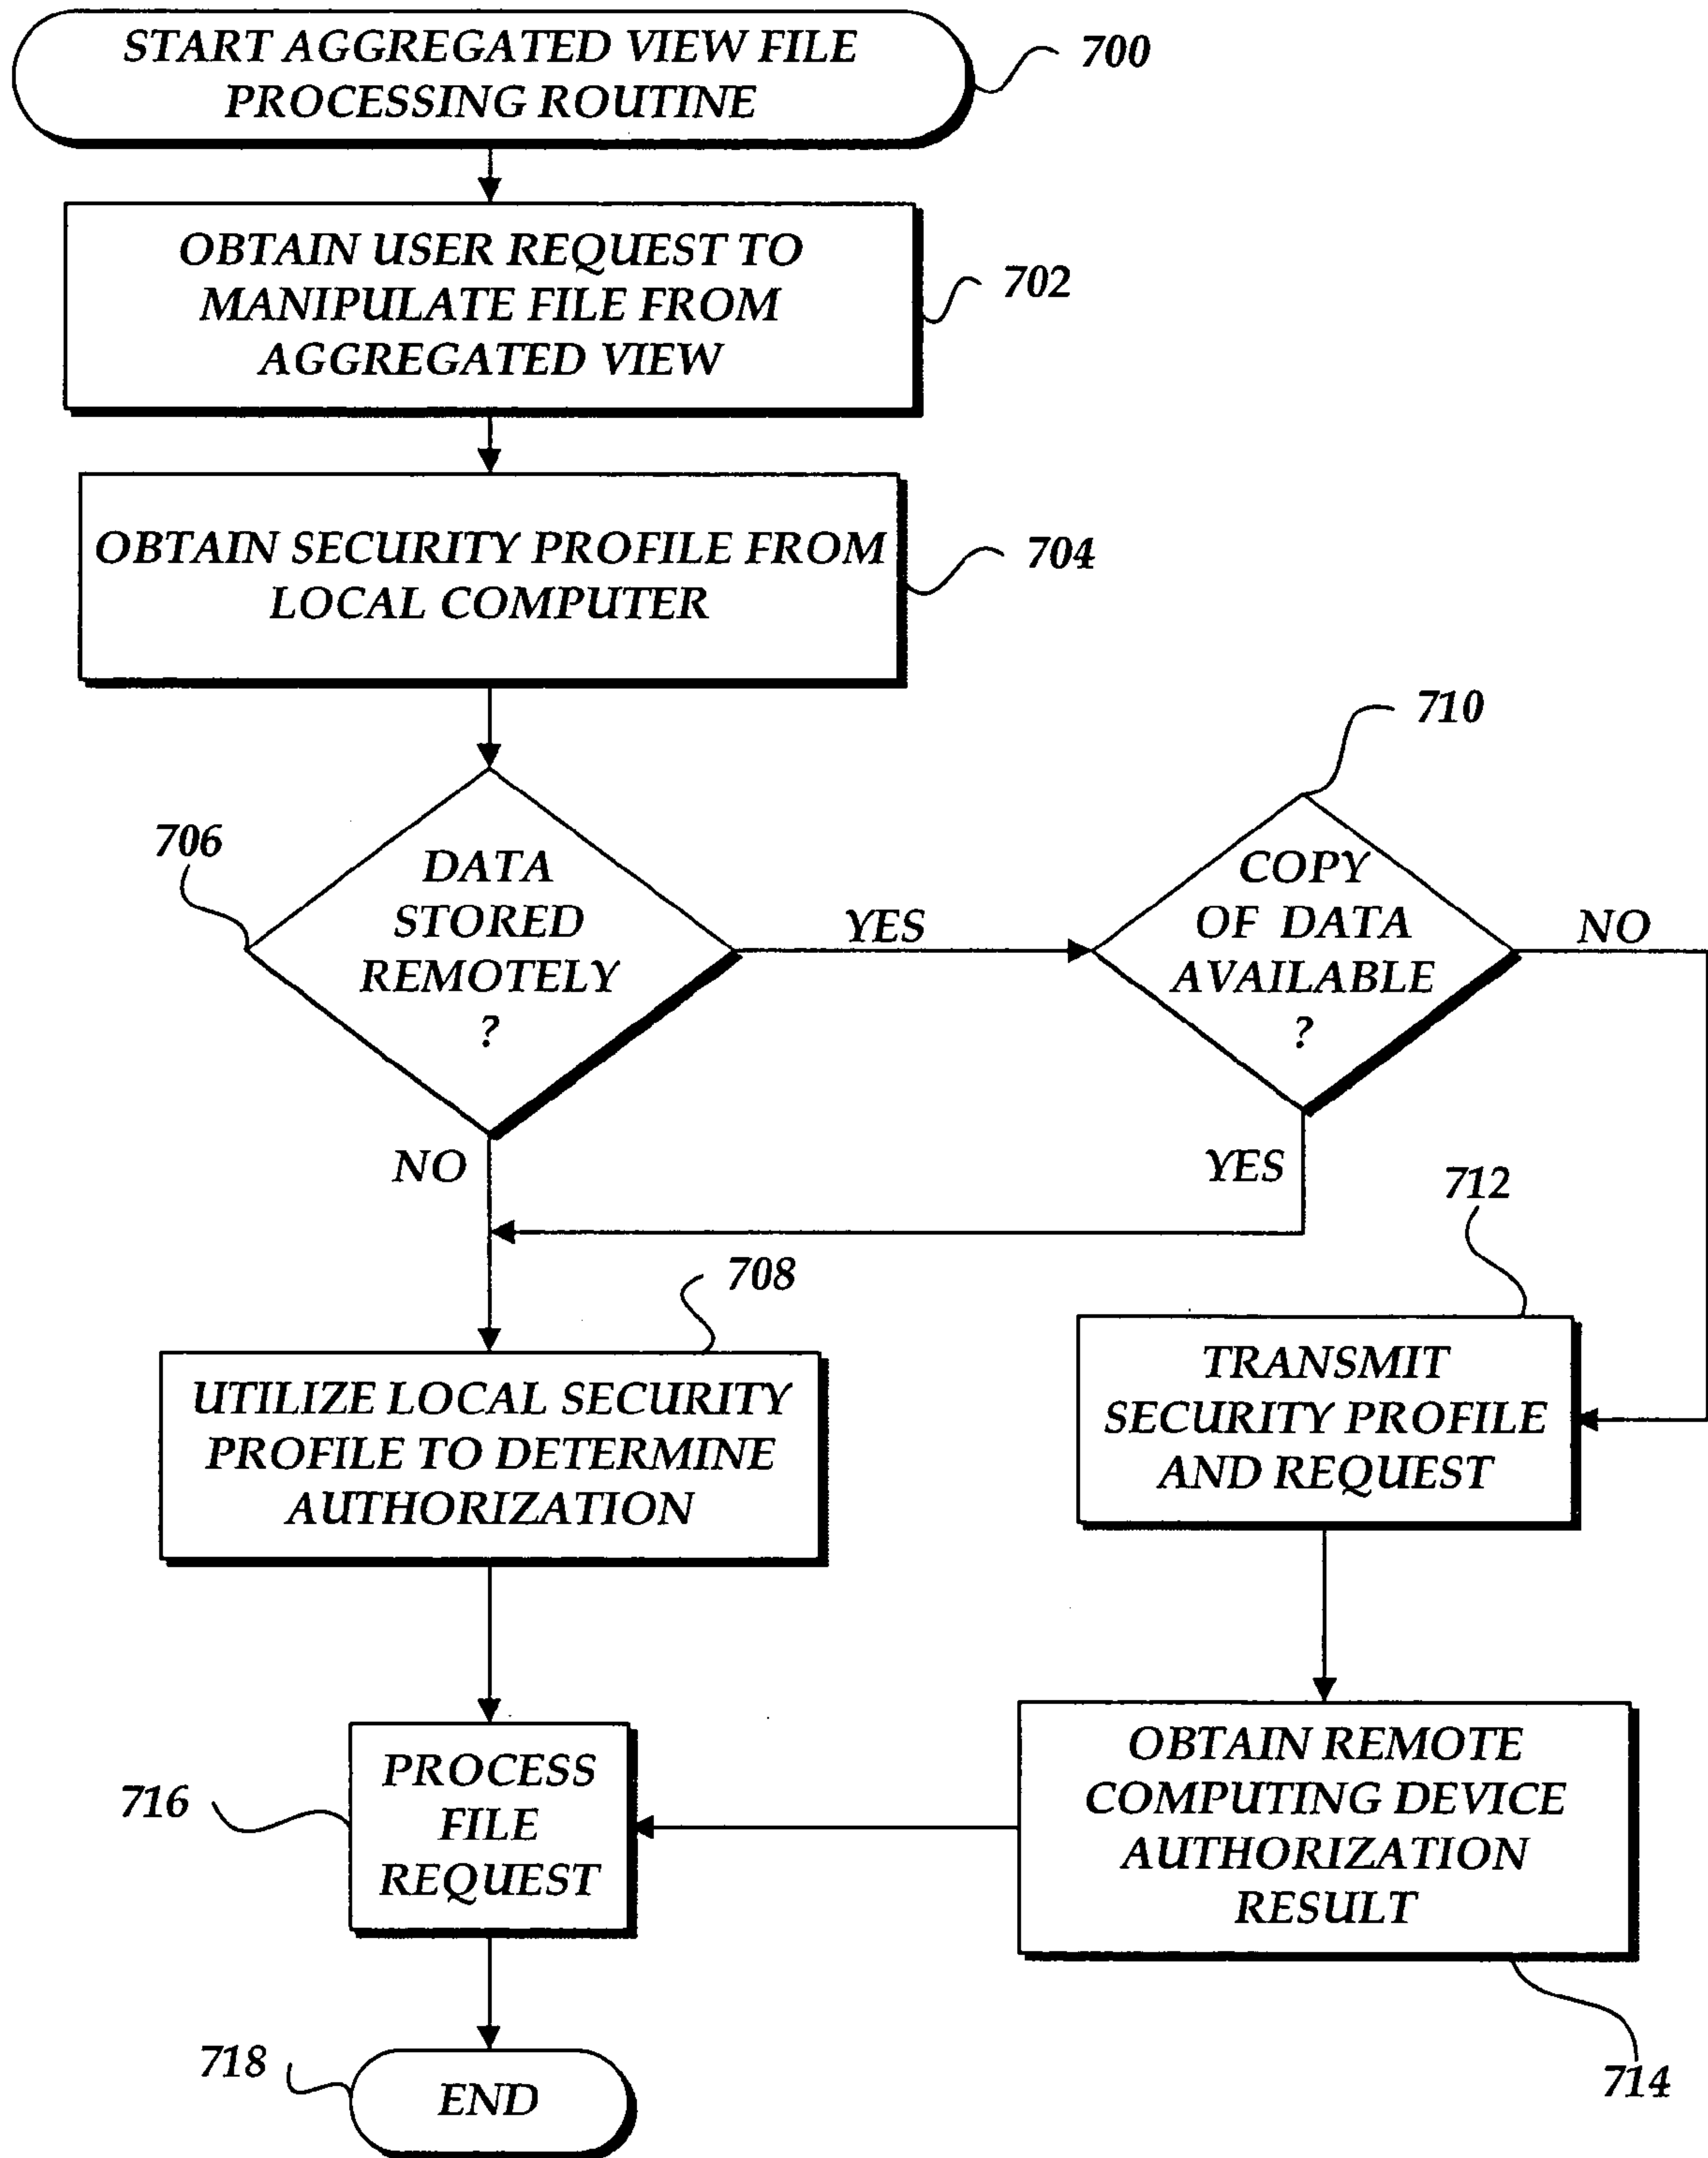 START AGGREGATED VIEW FILE
PROCESSING ROUTINE
700
OBTAIN USER REQUEST TO
MANIPULATE FILE FROM
AGGREGATED VIEW
702
OBTAIN SECURITY PROFILE FROM
LOCAL COMPUTER
704
706
DATA
STORED
REMOTELY
?
YES
NO
710
COPY
OF DATA
AVAILABLE
?
NO
YES
708
UTILIZE LOCAL SECURITY
PROFILE TO DETERMINE
AUTHORIZATION
712
TRANSMIT
SECURITY PROFILE
AND REQUEST
716
PROCESS
FILE
REQUEST
OBTAIN REMOTE
COMPUTING DEVICE
AUTHORIZATION
RESULT
714
718
END